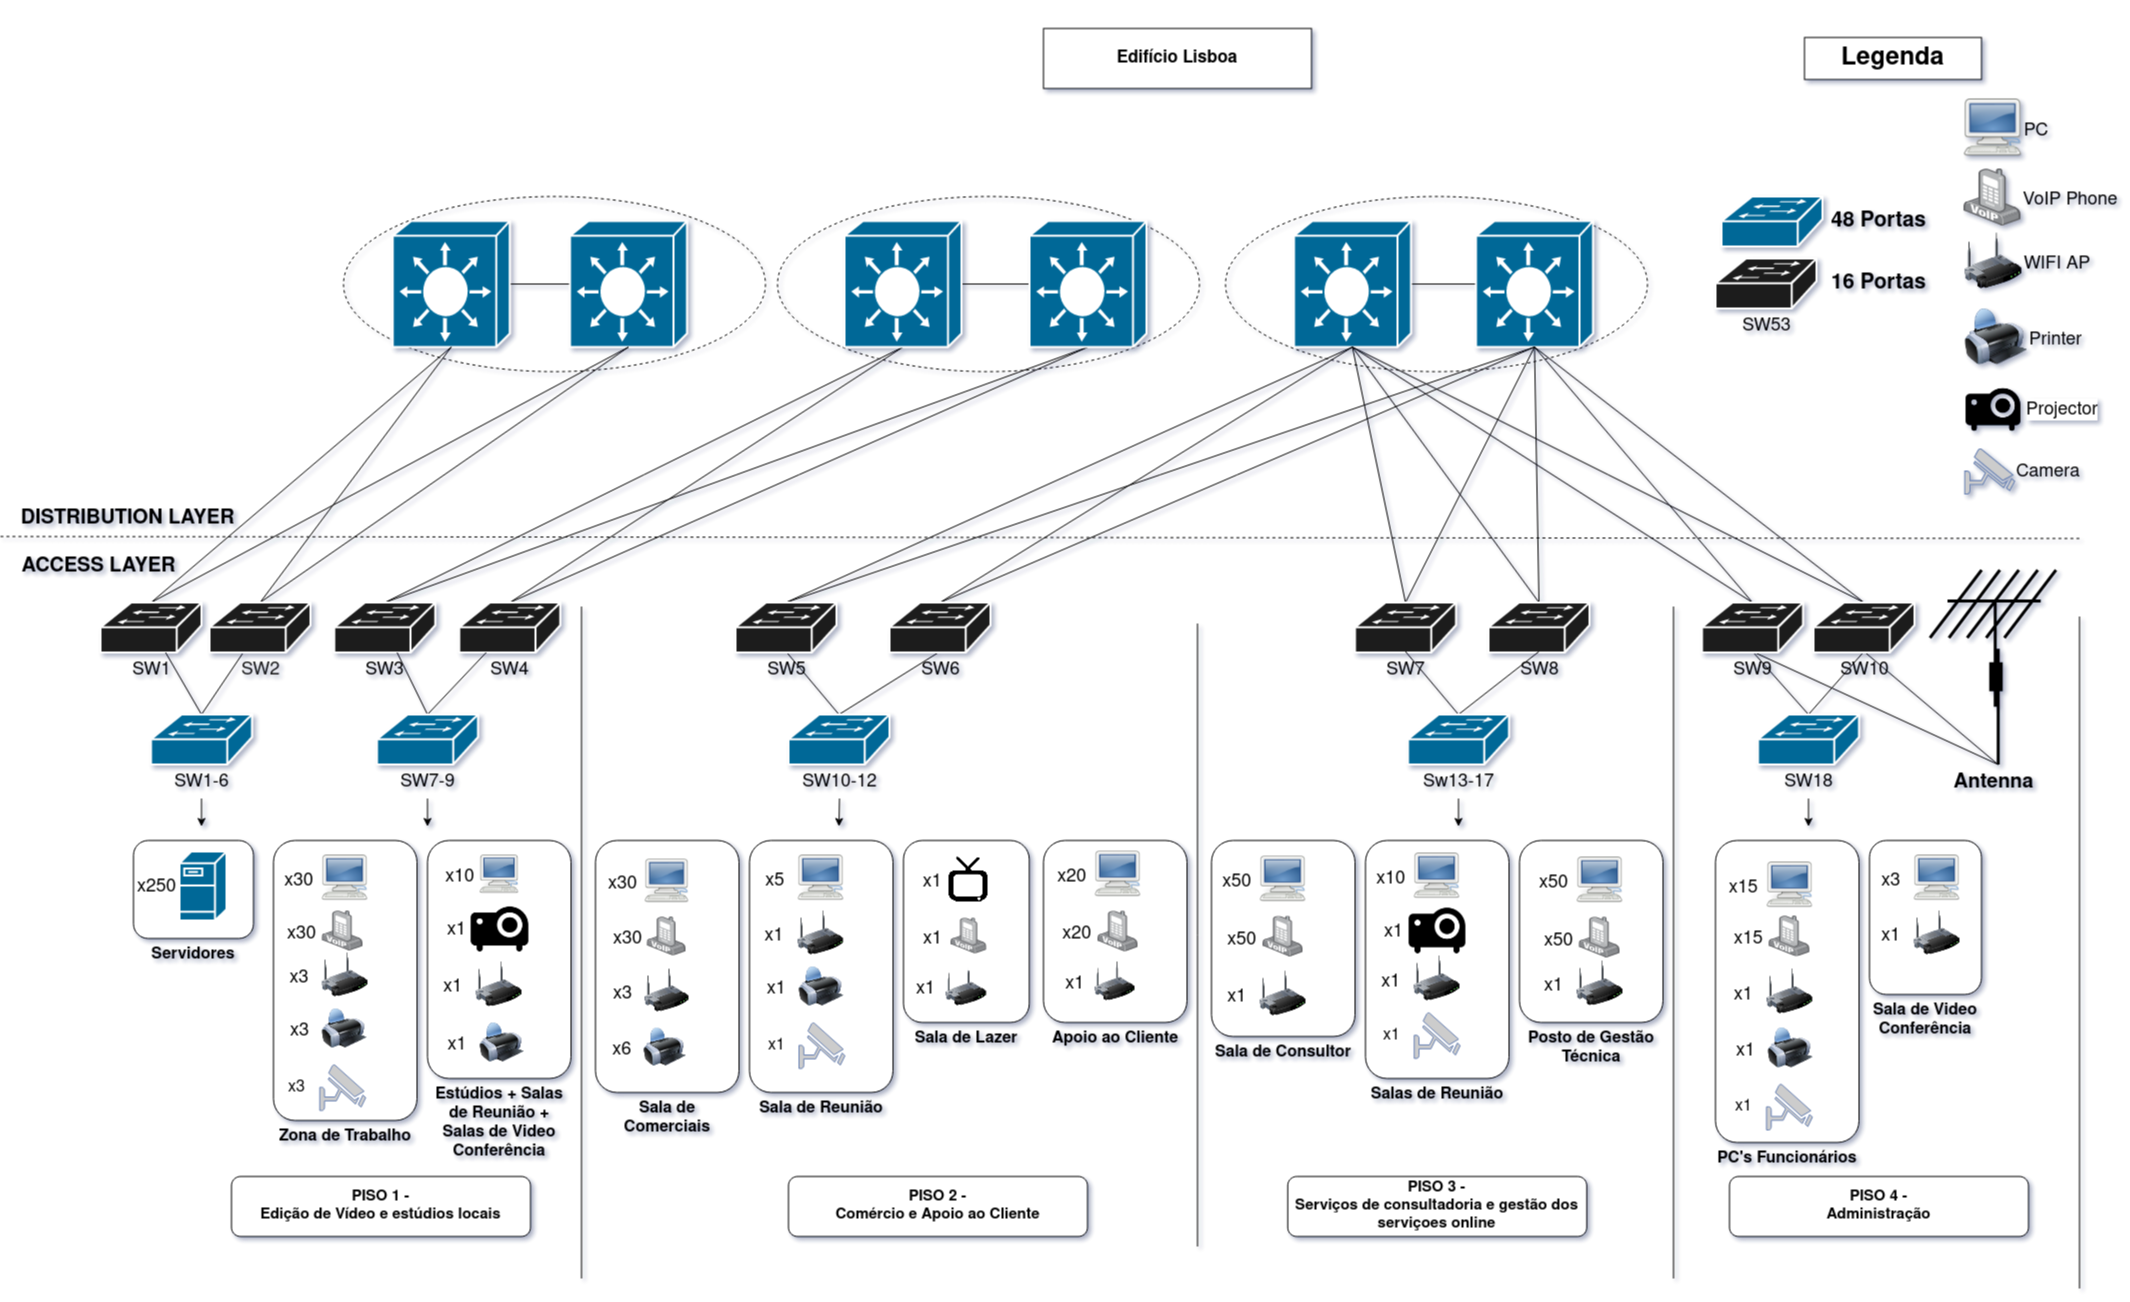 Edifício Lisboa
Legenda
PC
VoIP Phone
48 Portas
WIFI AP
16 Portas
SW53
Printer
Projector
Camera
DISTRIBUTION LAYER
ACCESS LAYER
SW1
SW2
SW3
SW4
SW5
SW6
SW7
SW8
SW9
SW10
SW1-6
SW7-9
SW10-12
Sw13-17
SW18
Antenna
x250
Servidores
x30
x30
VoIP
x3
x3
x3
Zona de Trabalho
x10
x1
x1
x1
Estúdios + Salas
de Reunião +
Salas de Video
Conferência
x30
x30
VoIP
x3
x6
Sala de
Comerciais
x5
x1
x1
x1
Sala de Reunião
x1
x1
VoIP
x1
Sala de Lazer
x20
x20
VoIP
x1
Apoio ao Cliente
x50
x50
VoIP
x1
Sala de Consultor
x10
x1
x1
x1
Salas de Reunião
x50
x50
VoIP
x1
Posto de Gestão
Técnica
x15
x15
VoIP
x1
x1
x1
PC's Funcionários
x3
x1
Sala de Video
Conferência
PISO 1 -
Edição de Vídeo e estúdios locais
PISO 2 -
Comércio e Apoio ao Cliente
PISO 3 -
Serviços de consultadoria e gestão dos
serviçoes online
PISO 4 -
Administração